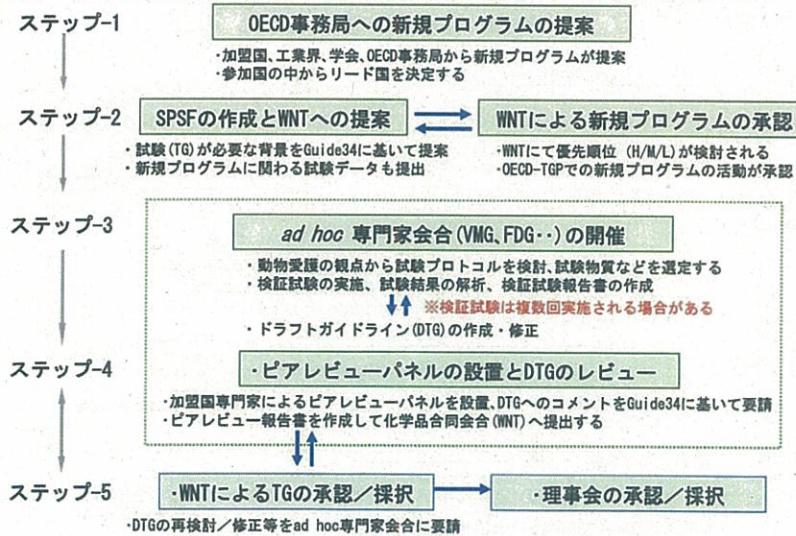 ステップ-1
OECD事務局への新規プログラムの提案
・加盟国、工業界、学会、OECD事務局から新規プログラムが提案
・参加国の中からリード国を決定する
ステップ-2
SPSFの作成とWNTへの提案
WNTによる新規プログラムの承認
・試験(TG)が必要な背景をGuide34に基いて提案
・新規プログラムに関わる試験データも提出
・WNTにて優先順位 (H/M/L)が検討される
・OECD-TGPでの新規プログラムの活動が承認
ステップ-3
ad hoc 専門家会合(VMG、FDG・・)の開催
・動物愛護の観点から試験プロトコルを検討、試験物質などを選定する
・検証試験の実施、試験結果の解析、検証試験報告書の作成
※検証試験は複数回実施される場合がある
・ドラフトガイドライン(DTG)の作成・修正
ステップ-4
・ピアレビューパネルの設置とDTGのレビュー
・加盟国専門家によるピアレビューパネルを設置、DTGへのコメントをGuide34に基いて要請
・ピアレビュー報告書を作成して化学品合同会合(WNT)へ提出する
ステップ-5
・WNTによるTGの承認/採択
・理事会の承認/採択
・DTGの再検討/修正等をad hoc専門家会合に要請